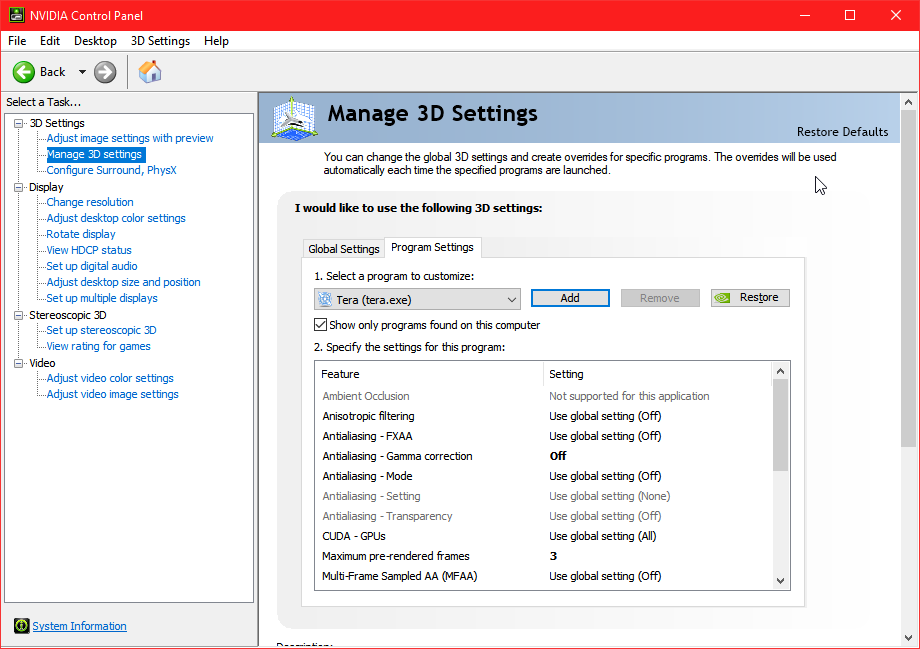 NVIDIA Control Panel
File Edit Desktop 3D Settings Help
Back
Select a Task...
3D Settings
Adjust image settings with preview
Manage 3D settings
Configure Surround, PhysX
Display
Change resolution
Adjust desktop color settings
Rotate display
View HDCP status
Set up digital audio
Adjust desktop size and position
Set up multiple displays
Stereoscopic 3D
Set up stereoscopic 3D
View rating for games
Video
Adjust video color settings
Adjust video image settings
System Information
Manage 3D Settings
Restore Defaults
You can change the global 3D settings and create overrides for specific programs. The overrides will be used
automatically each time the specified programs are launched.
I would like to use the following 3D settings:
Global Settings Program Settings
1. Select a program to customize:
Tera (tera.exe) Add Remove Restore
Show only programs found on this computer
2. Specify the settings for this program:
Feature Setting
Ambient Occlusion Not supported for this application
Anisotropic filtering Use global setting (Off)
Antialiasing - FXAA Use global setting (Off)
Antialiasing - Gamma correction Off
Antialiasing - Mode Use global setting (Off)
Antialiasing - Setting Use global setting (None)
Antialiasing - Transparency Use global setting (Off)
CUDA - GPUs Use global setting (All)
Maximum pre-rendered frames 3
Multi-Frame Sampled AA (MFAA) Use global setting (Off)
Description: